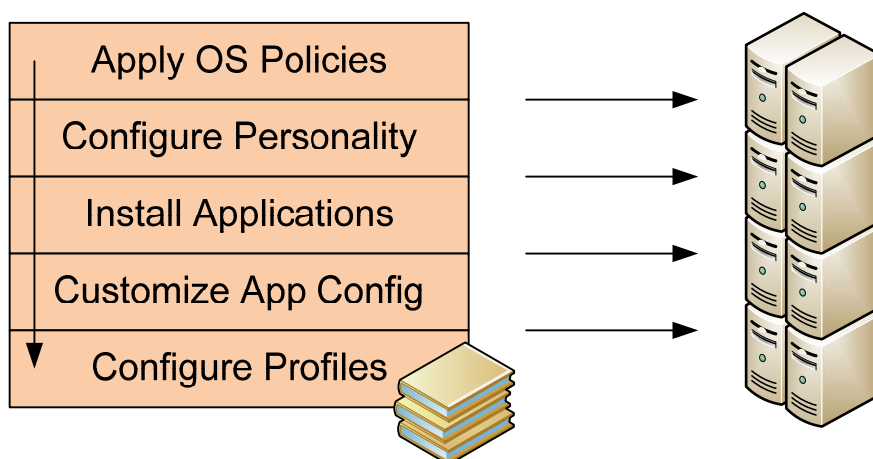 Apply OS Policies
Configure Personality
Install Applications
Customize App Config
Configure Profiles